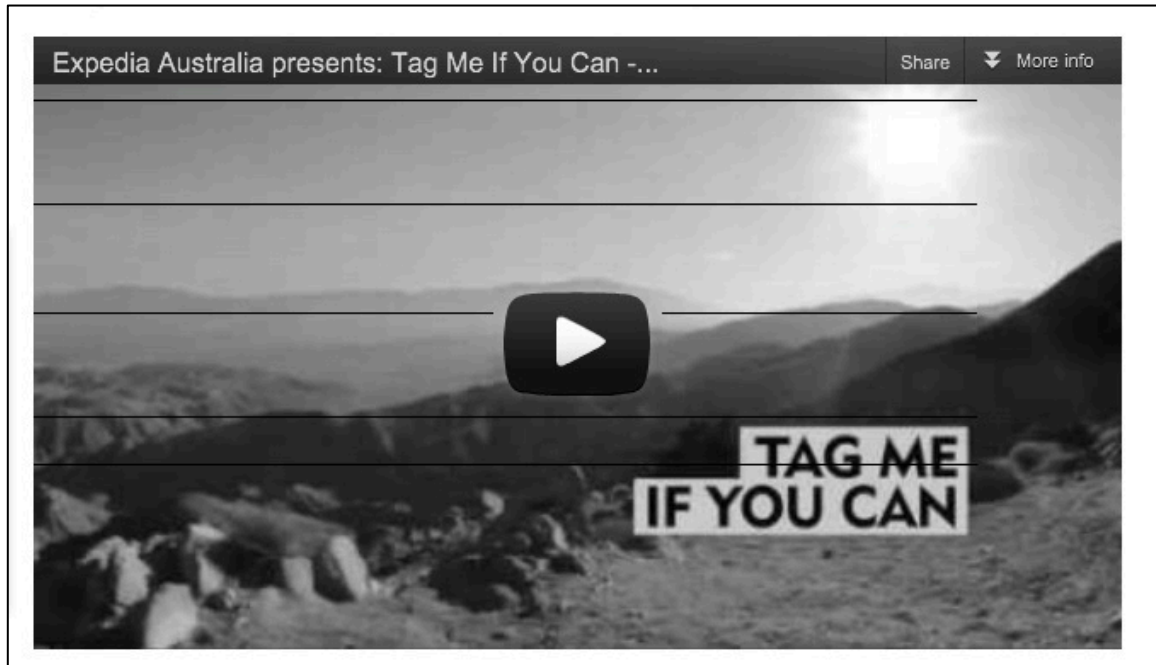 Expedia Australia presents: Tag Me If You Can -...
Share
More info
TAG ME
IF YOU CAN